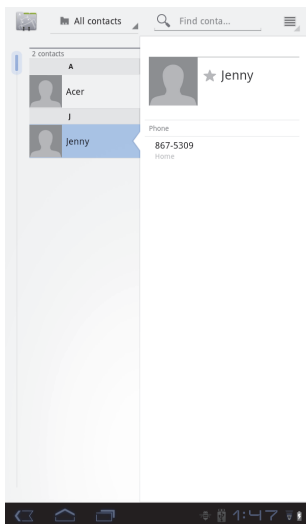 All contacts
Find conta...
2 contacts
A
Acer
J
Jenny
Jenny
Phone
867-5309
Home
1:47